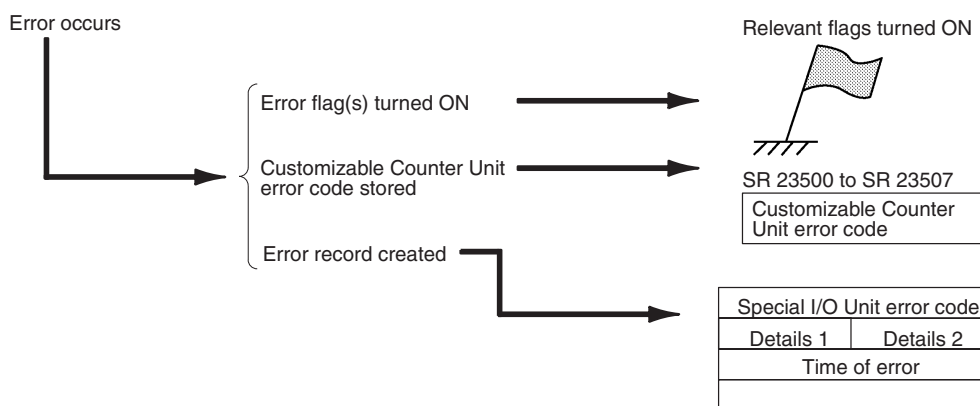 Error occurs
Relevant flags turned ON
Error flag(s) turned ON
Customizable Counter Unit
error code stored
SR 23500 to SR 23507
Customizable Counter
Unit error code
Error record created
Special I/O Unit error code
Details 1 Details 2
Time of error